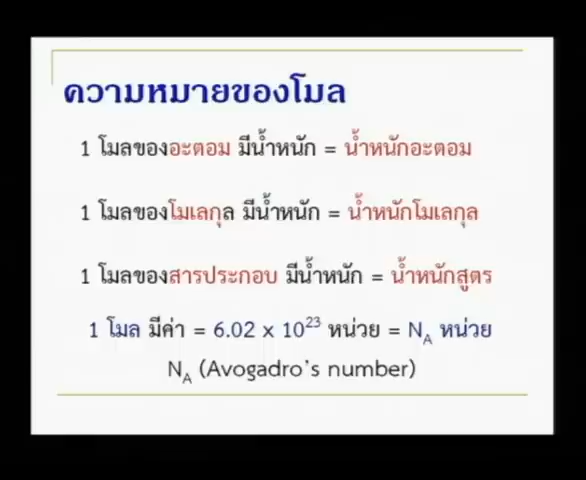 ความหมายของโมล
1 โมลของอะตอม มีน้ำหนัก = น้ำหนักอะตอม
1 โมลของโมเลกุล มีน้ำหนัก = น้ำหนักโมเลกุล
1 โมลของสารประกอบ มีน้ำหนัก = น้ำหนักสูตร
1 โมล มีค่า = 6.02 x 10²³ หน่วย = N_A หน่วย
N_A (Avogadro's number)